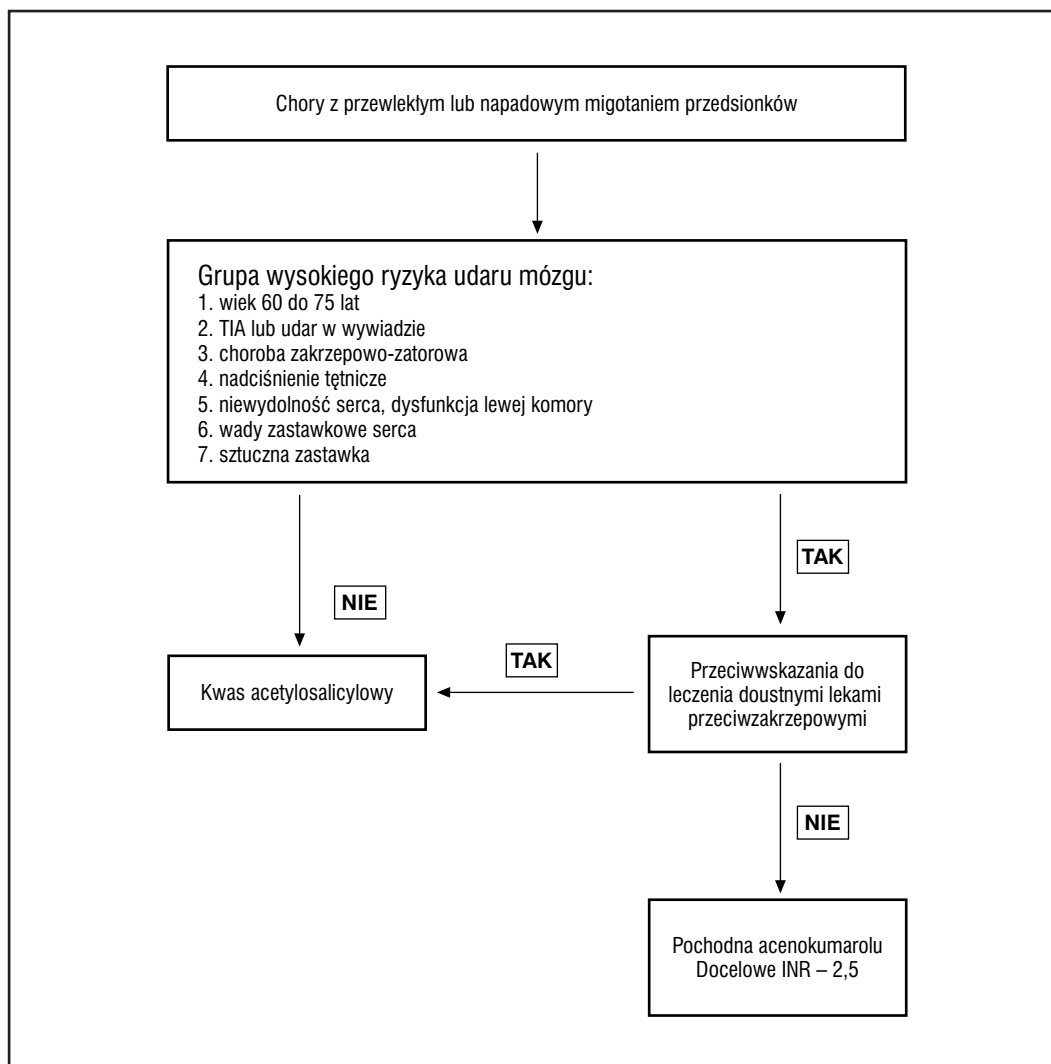 Chory z przewlekłym lub napadowym migotaniem przedsionków
Grupa wysokiego ryzyka udaru mózgu:
1. wiek 60 do 75 lat
2. TIA lub udar w wywiadzie
3. choroba zakrzepowo-zatorowa
4. nadciśnienie tętnicze
5. niewydolność serca, dysfunkcja lewej komory
6. wady zastawkowe serca
7. sztuczna zastawka
TAK
NIE
Kwas acetylosalicylowy
TAK
Przeciwwskazania do
leczenia doustnymi lekami
przeciwzakrzepowymi
NIE
Pochodna acenokumarolu
Docelowe INR – 2,5